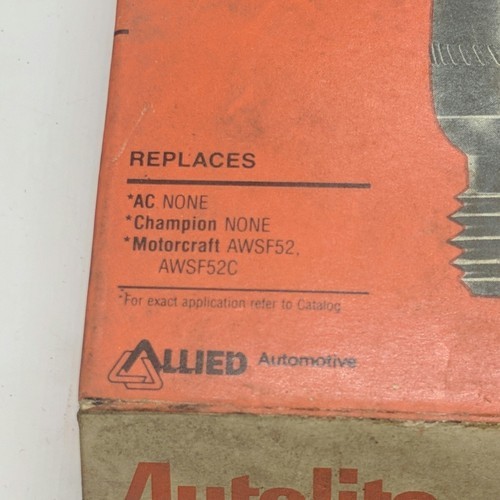 REPLACES
*AC NONE
*Champion NONE
*Motorcraft AWSF52,
AWSF52C
*For exact application refer to Catalog
ALLIED Automotive
Autolite